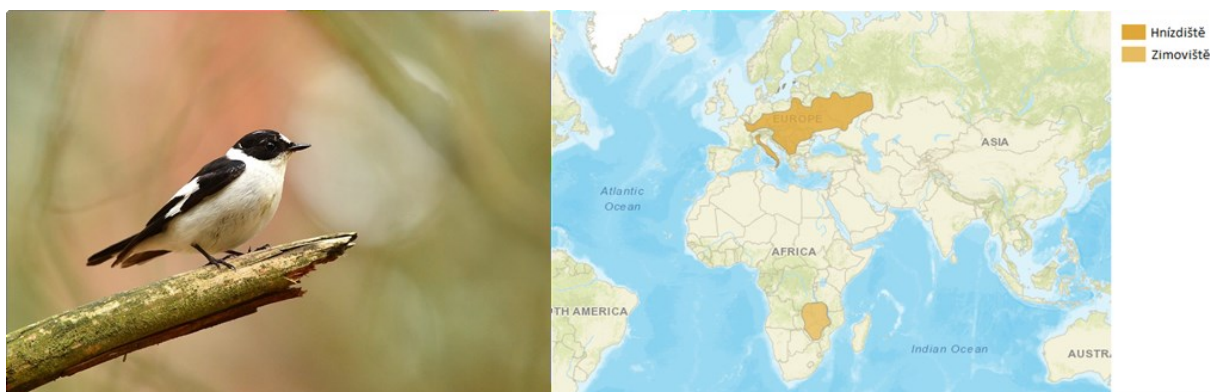 Hnízdiště
Zimoviště
EUROPE
ASIA
Atlantic
Ocean
AFRICA
TH AMERICA
Indian Ocean
AUSTR